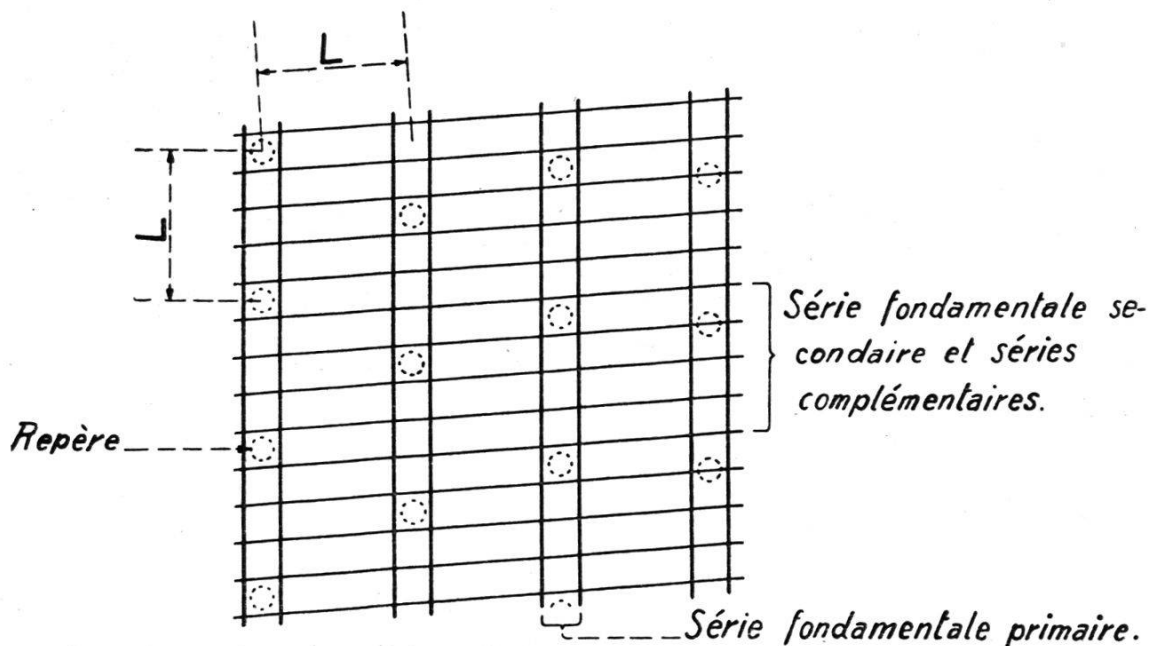 L
L
Série fondamentale se-
condaire et séries
complémentaires.
Repère
Série fondamentale primaire.